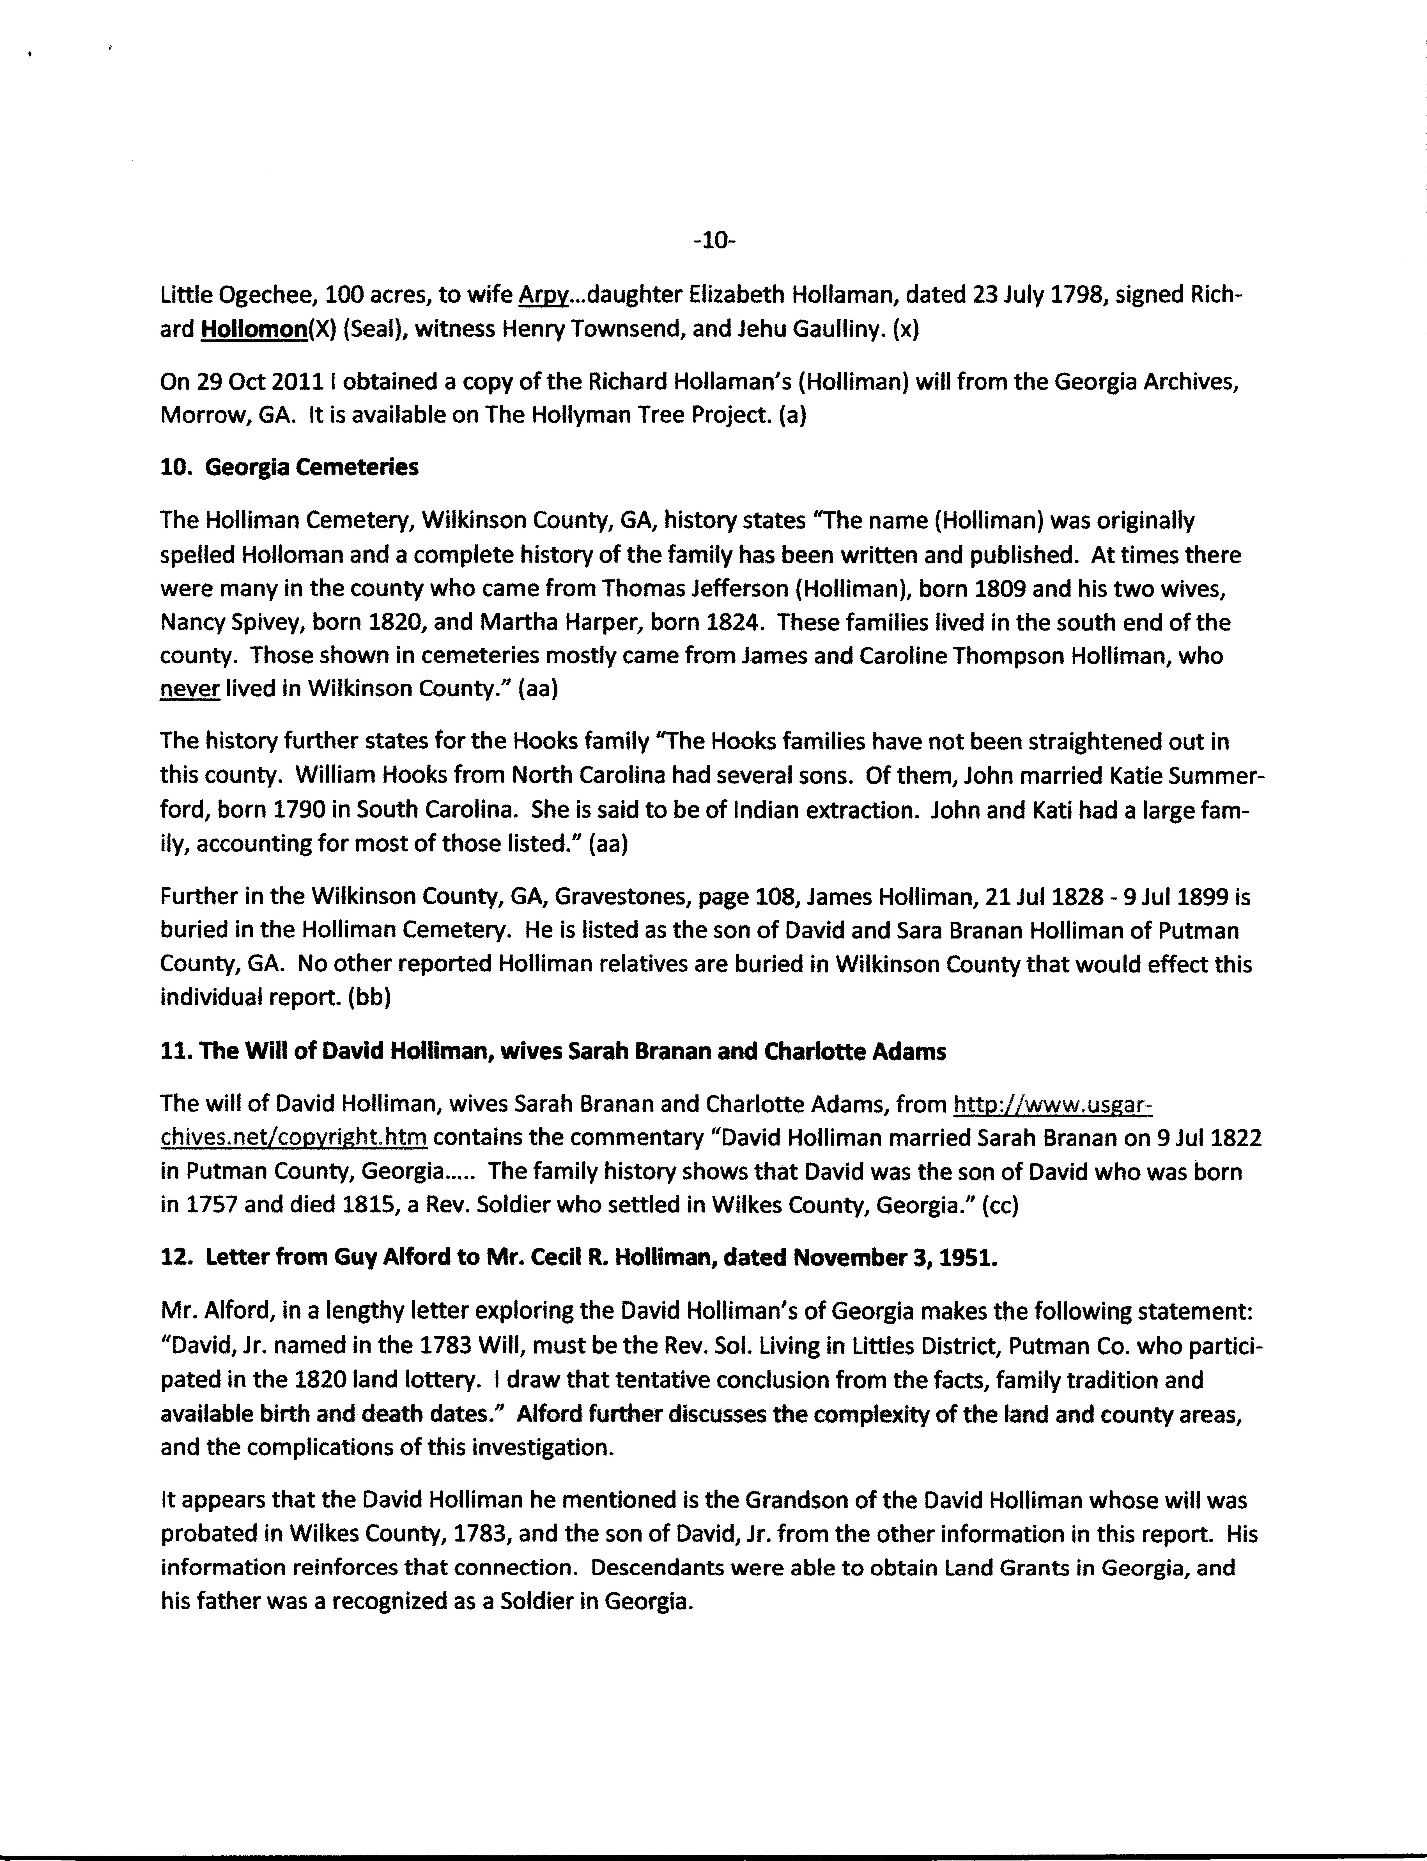 -10-
Little Ogechee, 100 acres, to wife Arpy...daughter Elizabeth Hollaman, dated 23 July 1798, signed Rich-
ard Hollomon(X) (Seal), witness Henry Townsend, and Jehu Gaulliny. (x)
On 29 Oct 2011 I obtained a copy of the Richard Hollaman's (Holliman) will from the Georgia Archives,
Morrow, GA.  It is available on The Hollyman Tree Project. (a)
10.  Georgia Cemeteries
The Holliman Cemetery, Wilkinson County, GA, history states "The name (Holliman) was originally
spelled Holloman and a complete history of the family has been written and published.  At times there
were many in the county who came from Thomas Jefferson (Holliman), born 1809 and his two wives,
Nancy Spivey, born 1820, and Martha Harper, born 1824.  These families lived in the south end of the
county.  Those shown in cemeteries mostly came from James and Caroline Thompson Holliman, who
never lived in Wilkinson County." (aa)
The history further states for the Hooks family "The Hooks families have not been straightened out in
this county.  William Hooks from North Carolina had several sons.  Of them, John married Katie Summer-
ford, born 1790 in South Carolina.  She is said to be of Indian extraction.  John and Kati had a large fam-
ily, accounting for most of those listed." (aa)
Further in the Wilkinson County, GA, Gravestones, page 108, James Holliman, 21 Jul 1828 - 9 Jul 1899 is
buried in the Holliman Cemetery.  He is listed as the son of David and Sara Branan Holliman of Putman
County, GA.  No other reported Holliman relatives are buried in Wilkinson County that would effect this
individual report. (bb)
11. The Will of David Holliman, wives Sarah Branan and Charlotte Adams
The will of David Holliman, wives Sarah Branan and Charlotte Adams, from http://www.usgar-
chives.net/copyright.htm contains the commentary "David Holliman married Sarah Branan on 9 Jul 1822
in Putman County, Georgia.....  The family history shows that David was the son of David who was born
in 1757 and died 1815, a Rev. Soldier who settled in Wilkes County, Georgia." (cc)
12.  Letter from Guy Alford to Mr. Cecil R. Holliman, dated November 3, 1951.
Mr. Alford, in a lengthy letter exploring the David Holliman's of Georgia makes the following statement:
"David, Jr. named in the 1783 Will, must be the Rev. Sol. Living in Littles District, Putman Co. who partici-
pated in the 1820 land lottery.  I draw that tentative conclusion from the facts, family tradition and
available birth and death dates."  Alford further discusses the complexity of the land and county areas,
and the complications of this investigation.
It appears that the David Holliman he mentioned is the Grandson of the David Holliman whose will was
probated in Wilkes County, 1783, and the son of David, Jr. from the other information in this report.  His
information reinforces that connection.  Descendants were able to obtain Land Grants in Georgia, and
his father was a recognized as a Soldier in Georgia.